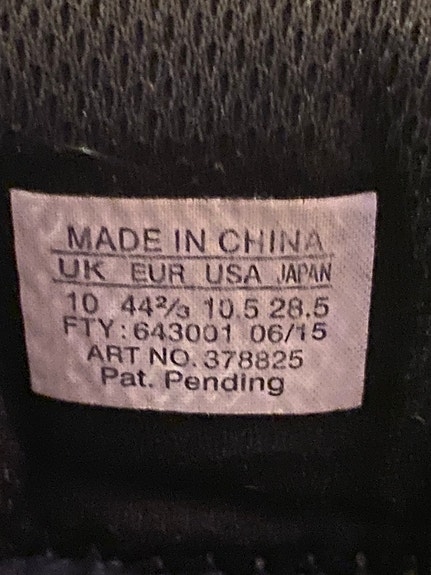 MADE IN CHINA
UK EUR USA JAPAN
10 44⅔ 10.5 28.5
FTY: 643001 06/15
ART NO. 378825
Pat. Pending